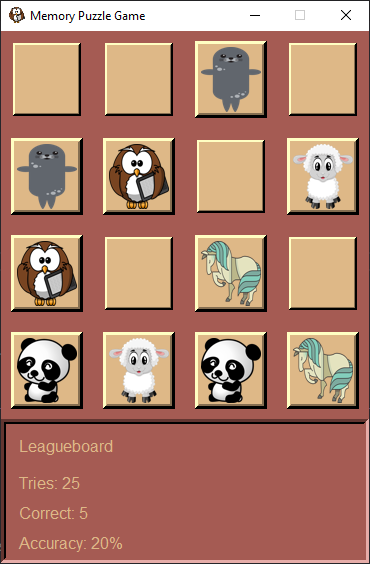 Memory Puzzle Game
Leagueboard
Tries: 25
Correct: 5
Accuracy: 20%